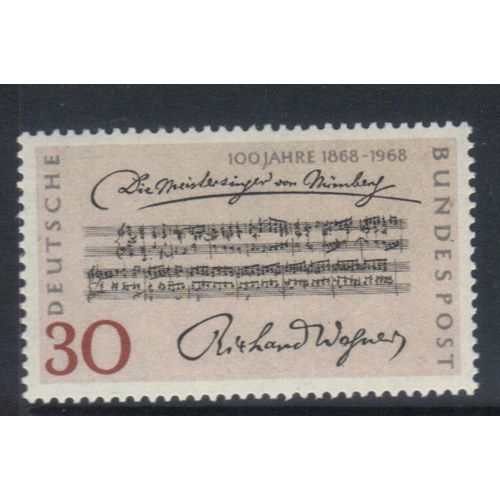 100 JAHRE 1868-1968
Die Meistersinger von Nürnberg
DEUTSCHE
BUNDESPOST
30
Richard Wagner